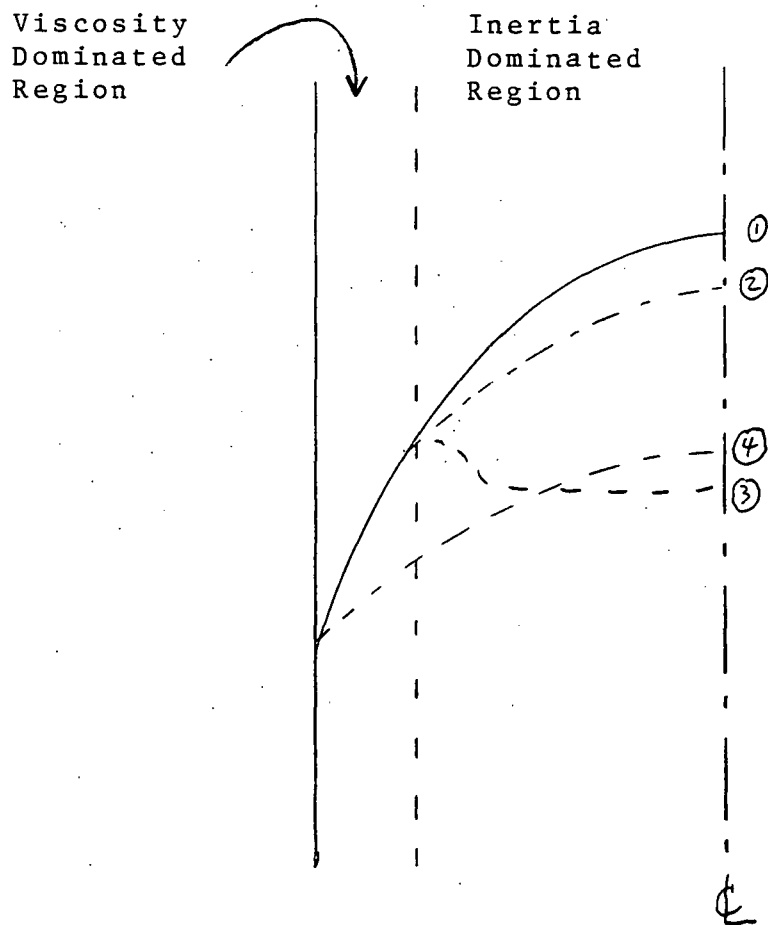 Viscosity
Dominated
Region
Inertia
Dominated
Region
①
②
④
③
℄